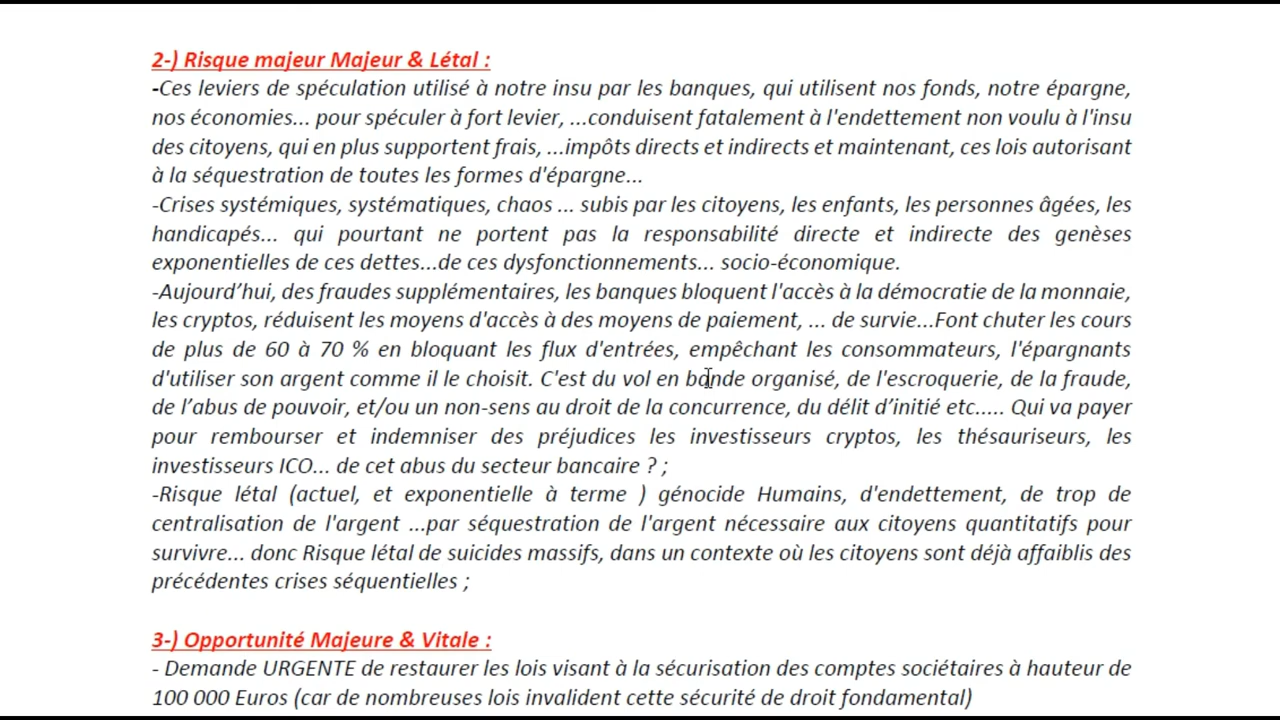 2-) Risque majeur Majeur & Létal :
-Ces leviers de spéculation utilisé à notre insu par les banques, qui utilisent nos fonds, notre épargne,
nos économies... pour spéculer à fort levier, ...conduisent fatalement à l'endettement non voulu à l'insu
des citoyens, qui en plus supportent frais, ...impôts directs et indirects et maintenant, ces lois autorisant
à la séquestration de toutes les formes d'épargne...
-Crises systémiques, systématiques, chaos ... subis par les citoyens, les enfants, les personnes âgées, les
handicapés... qui pourtant ne portent pas la responsabilité directe et indirecte des genèses
exponentielles de ces dettes...de ces dysfonctionnements... socio-économique.
-Aujourd’hui, des fraudes supplémentaires, les banques bloquent l'accès à la démocratie de la monnaie,
les cryptos, réduisent les moyens d'accès à des moyens de paiement, ... de survie...Font chuter les cours
de plus de 60 à 70 % en bloquant les flux d'entrées, empêchant les consommateurs, l'épargnants
d'utiliser son argent comme il le choisit. C'est du vol en bande organisé, de l'escroquerie, de la fraude,
de l’abus de pouvoir, et/ou un non-sens au droit de la concurrence, du délit d’initié etc..... Qui va payer
pour rembourser et indemniser des préjudices les investisseurs cryptos, les thésauriseurs, les
investisseurs ICO... de cet abus du secteur bancaire ? ;
-Risque létal (actuel, et exponentielle à terme ) génocide Humains, d'endettement, de trop de
centralisation de l'argent ...par séquestration de l'argent nécessaire aux citoyens quantitatifs pour
survivre... donc Risque létal de suicides massifs, dans un contexte où les citoyens sont déjà affaiblis des
précédentes crises séquentielles ;
3-) Opportunité Majeure & Vitale :
- Demande URGENTE de restaurer les lois visant à la sécurisation des comptes sociétaires à hauteur de
100 000 Euros (car de nombreuses lois invalident cette sécurité de droit fondamental)